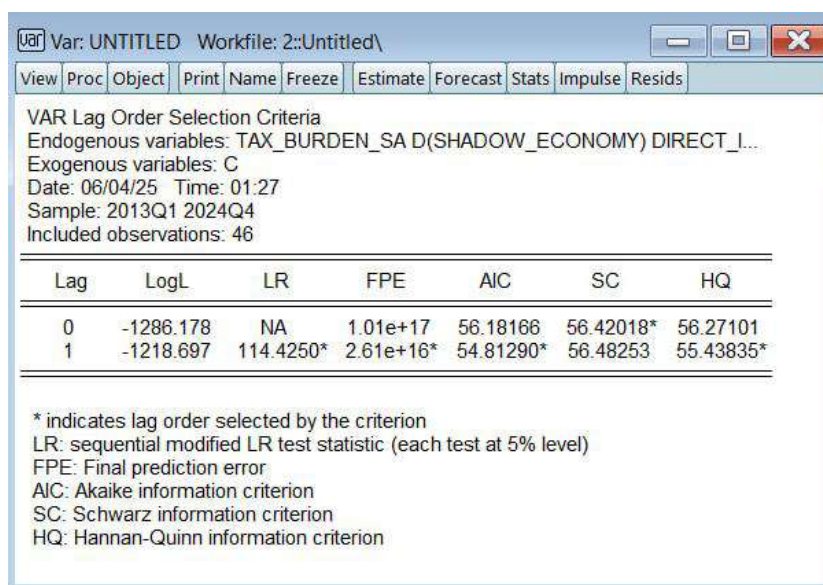 Var Var: UNTITLED Workfile: 2::Untitled\
View Proc Object Print Name Freeze Estimate Forecast Stats Impulse Resids
VAR Lag Order Selection Criteria
Endogenous variables: TAX_BURDEN_SA D(SHADOW_ECONOMY) DIRECT_I...
Exogenous variables: C
Date: 06/04/25 Time: 01:27
Sample: 2013Q1 2024Q4
Included observations: 46
Lag LogL LR FPE AIC SC HQ
0 -1286.178 NA 1.01e+17 56.18166 56.42018* 56.27101
1 -1218.697 114.4250* 2.61e+16* 54.81290* 56.48253 55.43835*
* indicates lag order selected by the criterion
LR: sequential modified LR test statistic (each test at 5% level)
FPE: Final prediction error
AIC: Akaike information criterion
SC: Schwarz information criterion
HQ: Hannan-Quinn information criterion